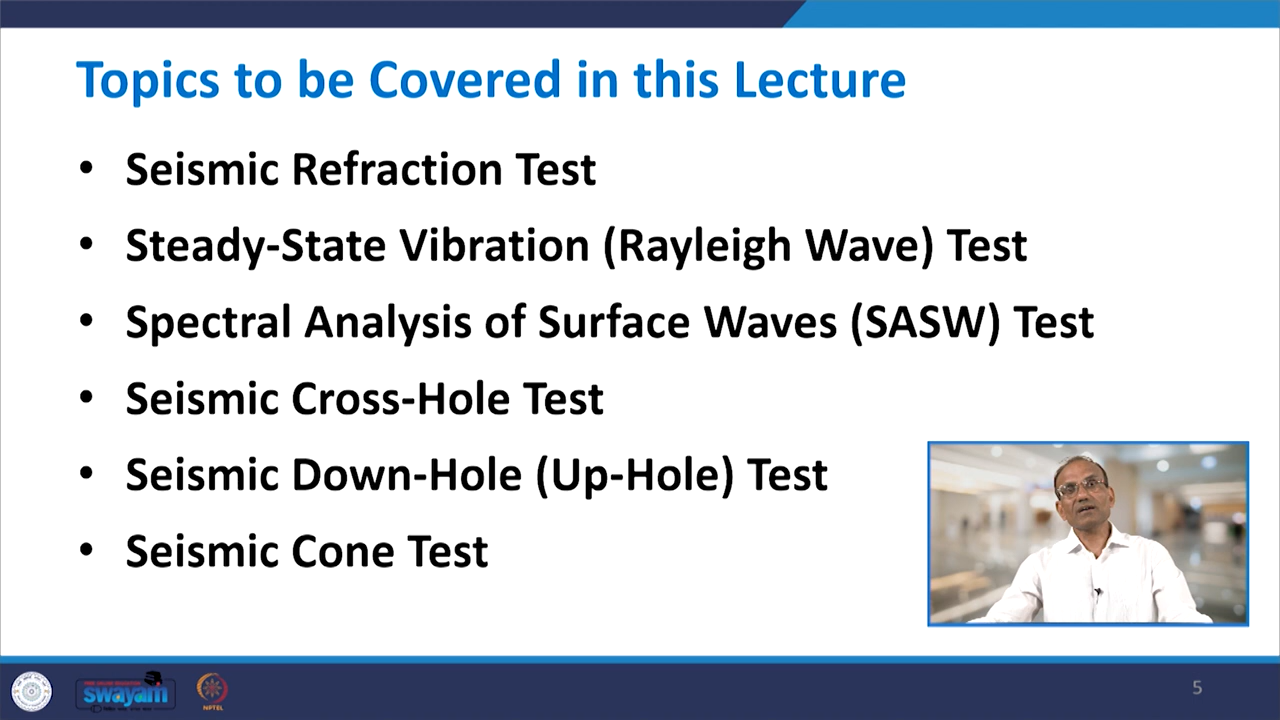 Topics to be Covered in this Lecture
• Seismic Refraction Test
• Steady-State Vibration (Rayleigh Wave) Test
• Spectral Analysis of Surface Waves (SASW) Test
• Seismic Cross-Hole Test
• Seismic Down-Hole (Up-Hole) Test
• Seismic Cone Test
swayam
NPTEL
5